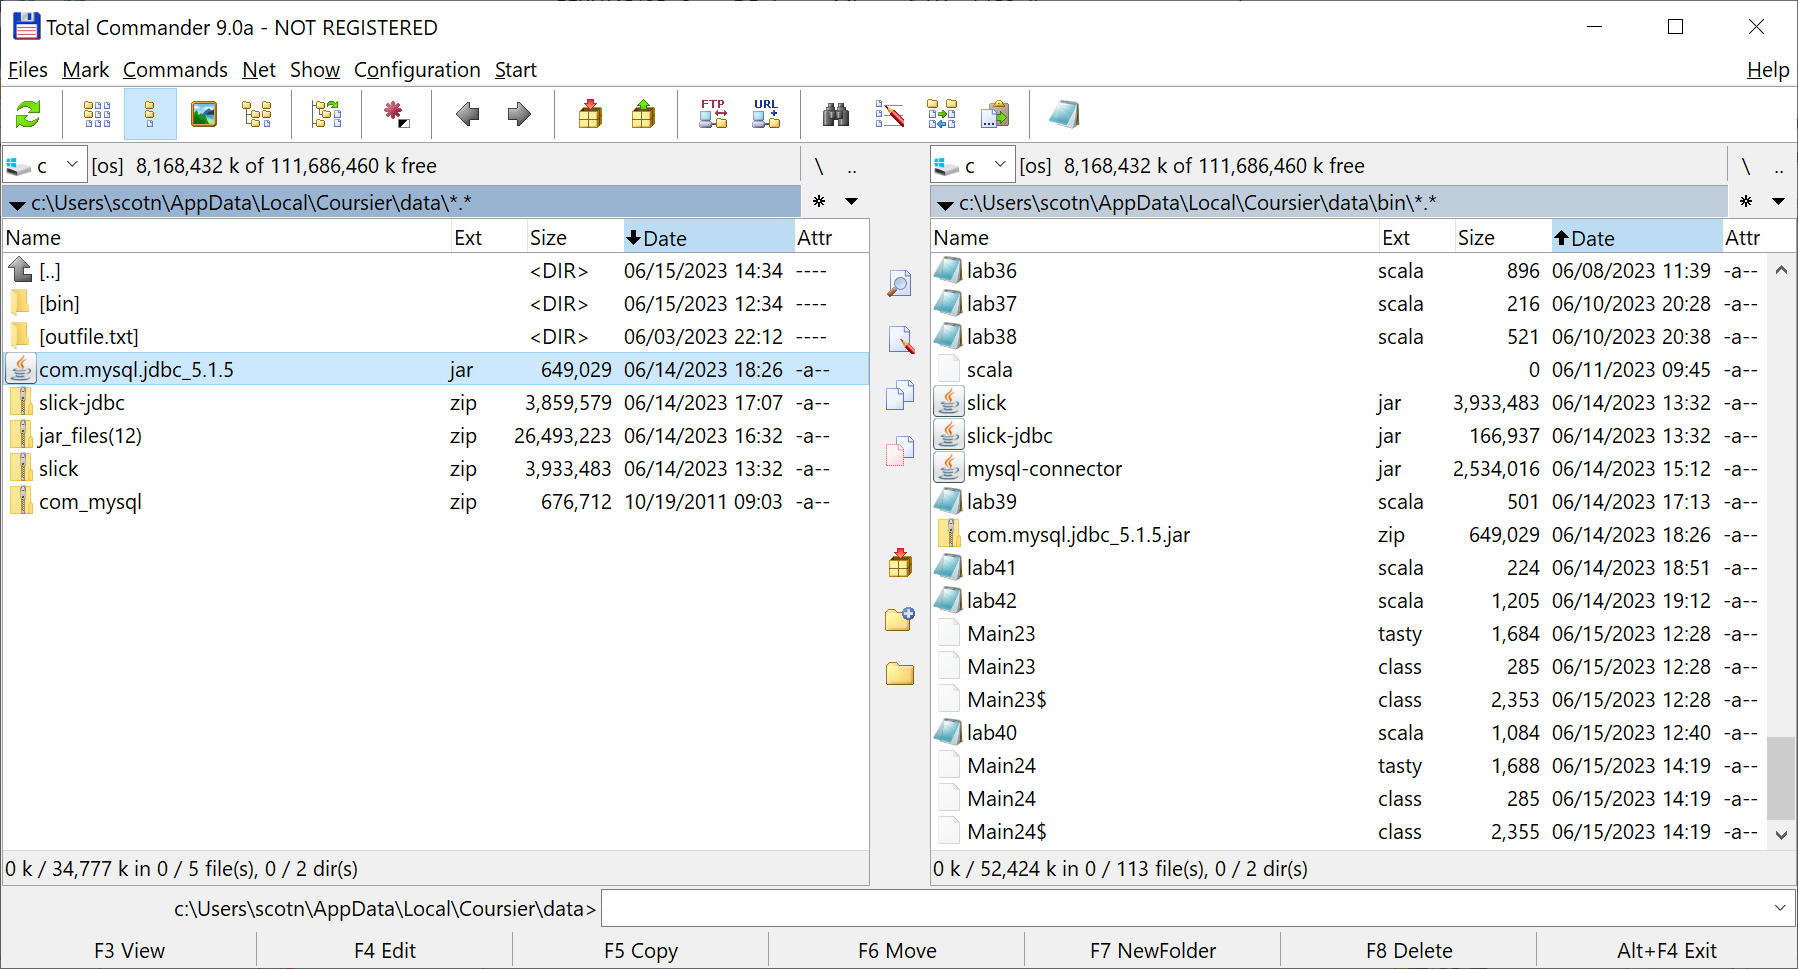 Total Commander 9.0a - NOT REGISTERED
Files Mark Commands Net Show Configuration Start Help
FTP URL
c [os] 8,168,432 k of 111,686,460 k free \ ..
c:\Users\scotn\AppData\Local\Coursier\data\*.* *
Name Ext Size Date Attr
[..] <DIR> 06/15/2023 14:34 ----
[bin] <DIR> 06/15/2023 12:34 ----
[outfile.txt] <DIR> 06/03/2023 22:12 ----
com.mysql.jdbc_5.1.5 jar 649,029 06/14/2023 18:26 -a--
slick-jdbc zip 3,859,579 06/14/2023 17:07 -a--
jar_files(12) zip 26,493,223 06/14/2023 16:32 -a--
slick zip 3,933,483 06/14/2023 13:32 -a--
com_mysql zip 676,712 10/19/2011 09:03 -a--
0 k / 34,777 k in 0 / 5 file(s), 0 / 2 dir(s)
c [os] 8,168,432 k of 111,686,460 k free \ ..
c:\Users\scotn\AppData\Local\Coursier\data\bin\*.* *
Name Ext Size Date Attr
lab36 scala 896 06/08/2023 11:39 -a--
lab37 scala 216 06/10/2023 20:28 -a--
lab38 scala 521 06/10/2023 20:38 -a--
scala 0 06/11/2023 09:45 -a--
slick jar 3,933,483 06/14/2023 13:32 -a--
slick-jdbc jar 166,937 06/14/2023 13:32 -a--
mysql-connector jar 2,534,016 06/14/2023 15:12 -a--
lab39 scala 501 06/14/2023 17:13 -a--
com.mysql.jdbc_5.1.5.jar zip 649,029 06/14/2023 18:26 -a--
lab41 scala 224 06/14/2023 18:51 -a--
lab42 scala 1,205 06/14/2023 19:12 -a--
Main23 tasty 1,684 06/15/2023 12:28 -a--
Main23 class 285 06/15/2023 12:28 -a--
Main23$ class 2,353 06/15/2023 12:28 -a--
lab40 scala 1,084 06/15/2023 12:40 -a--
Main24 tasty 1,688 06/15/2023 14:19 -a--
Main24 class 285 06/15/2023 14:19 -a--
Main24$ class 2,355 06/15/2023 14:19 -a--
0 k / 52,424 k in 0 / 113 file(s), 0 / 2 dir(s)
c:\Users\scotn\AppData\Local\Coursier\data>
F3 View F4 Edit F5 Copy F6 Move F7 NewFolder F8 Delete Alt+F4 Exit